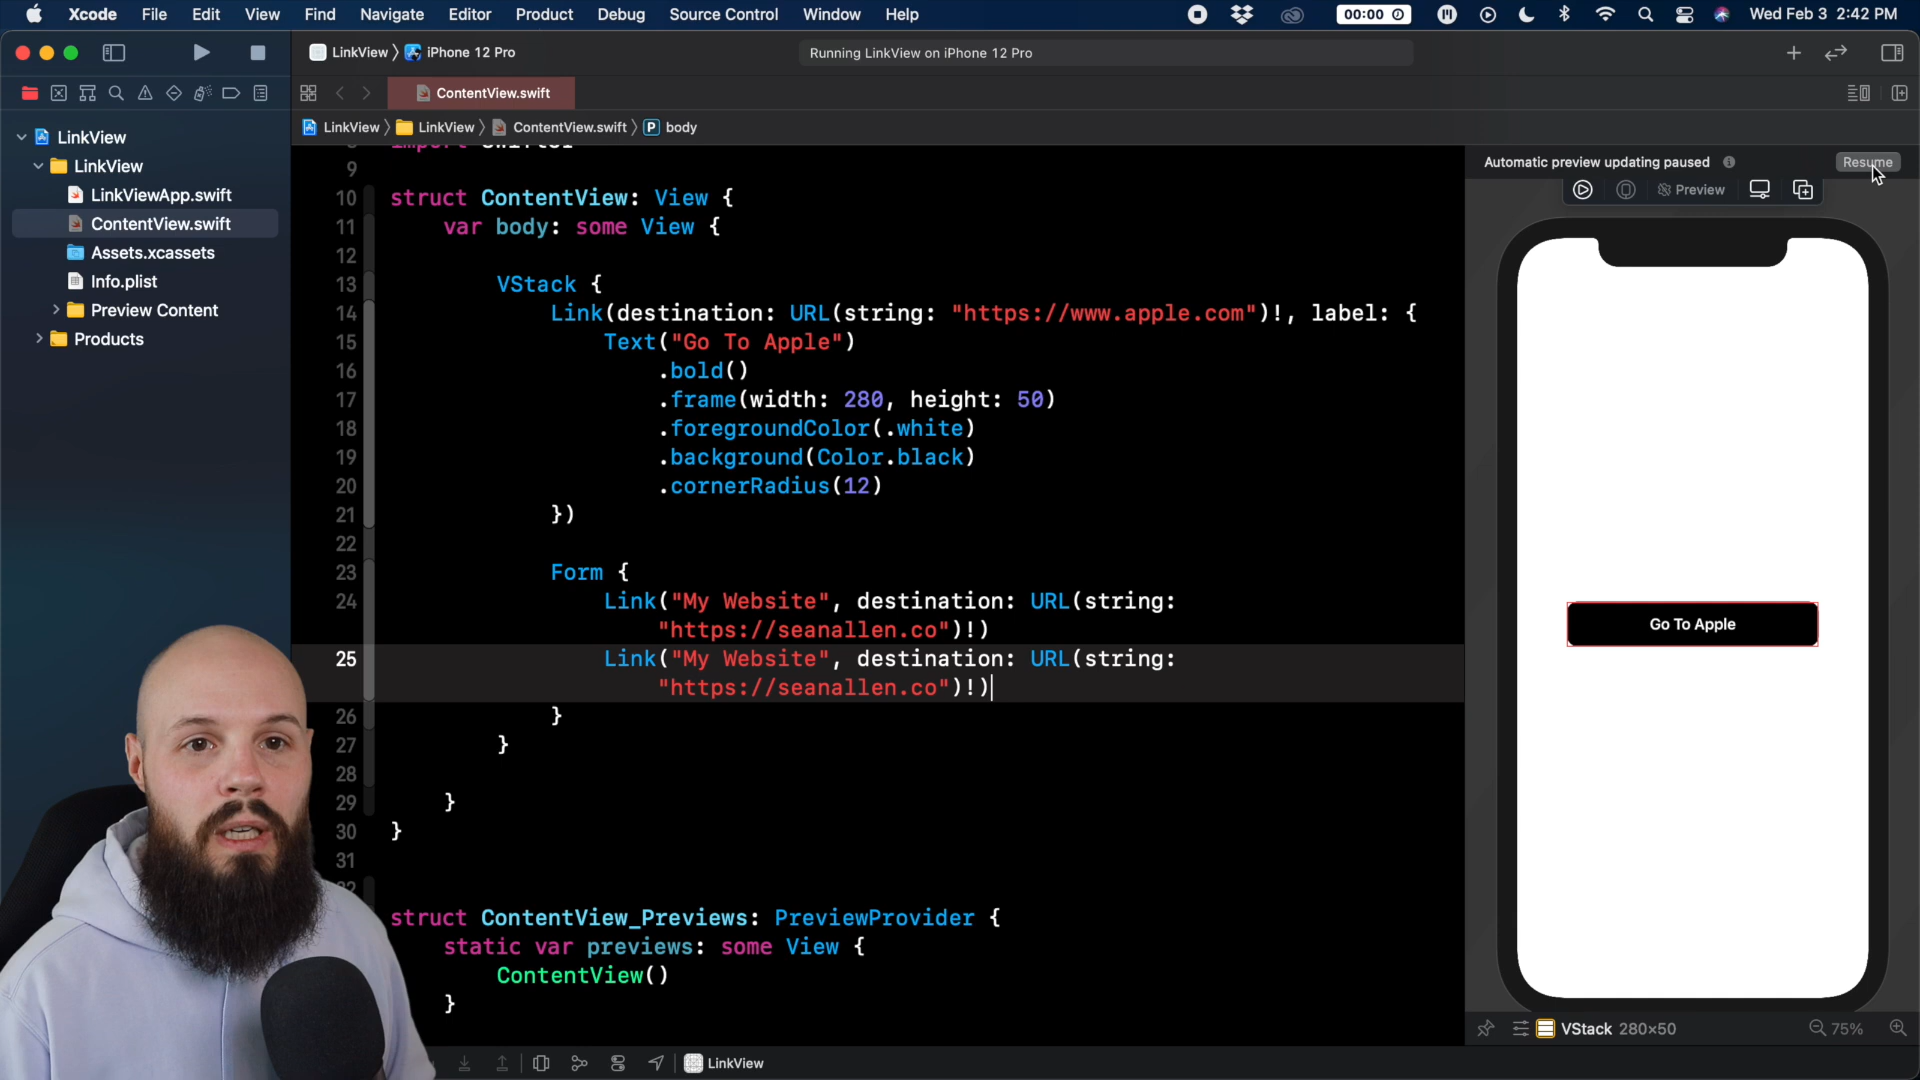 Xcode File Edit View Find Navigate Editor Product Debug Source Control Window Help 00:00 Wed Feb 3 2:42 PM
LinkView iPhone 12 Pro Running LinkView on iPhone 12 Pro
ContentView.swift
LinkView LinkView ContentView.swift P body
LinkView
LinkView
LinkViewApp.swift
ContentView.swift
Assets.xcassets
Info.plist
Preview Content
Products
9
10 struct ContentView: View {
11 var body: some View {
12
13 VStack {
14 Link(destination: URL(string: "https://www.apple.com")!, label: {
15 Text("Go To Apple")
16 .bold()
17 .frame(width: 280, height: 50)
18 .foregroundColor(.white)
19 .background(Color.black)
20 .cornerRadius(12)
21 })
22
23 Form {
24 Link("My Website", destination: URL(string:
"https://seanallen.co")!)
25 Link("My Website", destination: URL(string:
"https://seanallen.co")!)
26 }
27 }
28
29 }
30 }
31
struct ContentView_Previews: PreviewProvider {
static var previews: some View {
ContentView()
}
Automatic preview updating paused Resume
Preview
Go To Apple
VStack 280×50 75%
LinkView